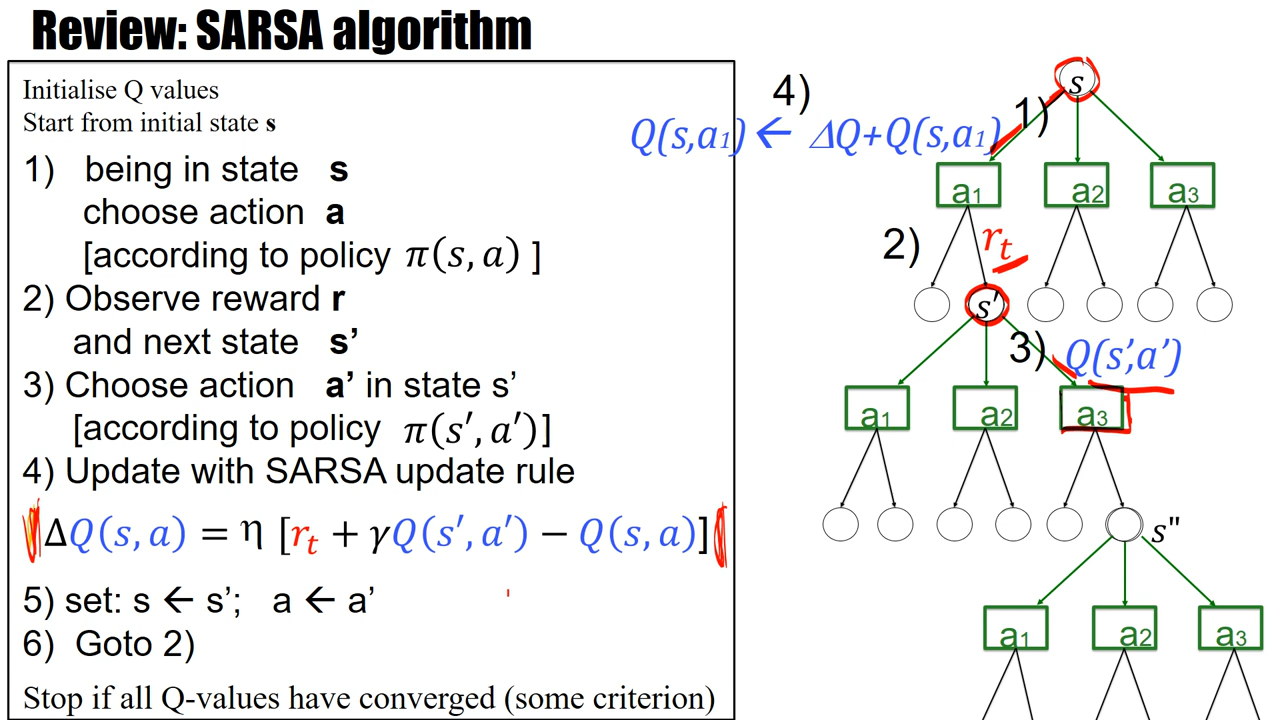 Review: SARSA algorithm
Initialise Q values
Start from initial state s
1) being in state s
choose action a
[according to policy π(s, a) ]
2) Observe reward r
and next state s’
3) Choose action a’ in state s’
[according to policy π(s′, a′)]
4) Update with SARSA update rule
ΔQ(s, a) = η [rt + γQ(s′, a′) − Q(s, a)]
5) set: s ← s’; a ← a’
6) Goto 2)
Stop if all Q-values have converged (some criterion)
4)
Q(s,a1) ← ΔQ+Q(s,a1)
s
1)
a1 a2 a3
2)
rt
s'
3)
Q(s’,a’)
a1 a2 a3
s"
a1 a2 a3